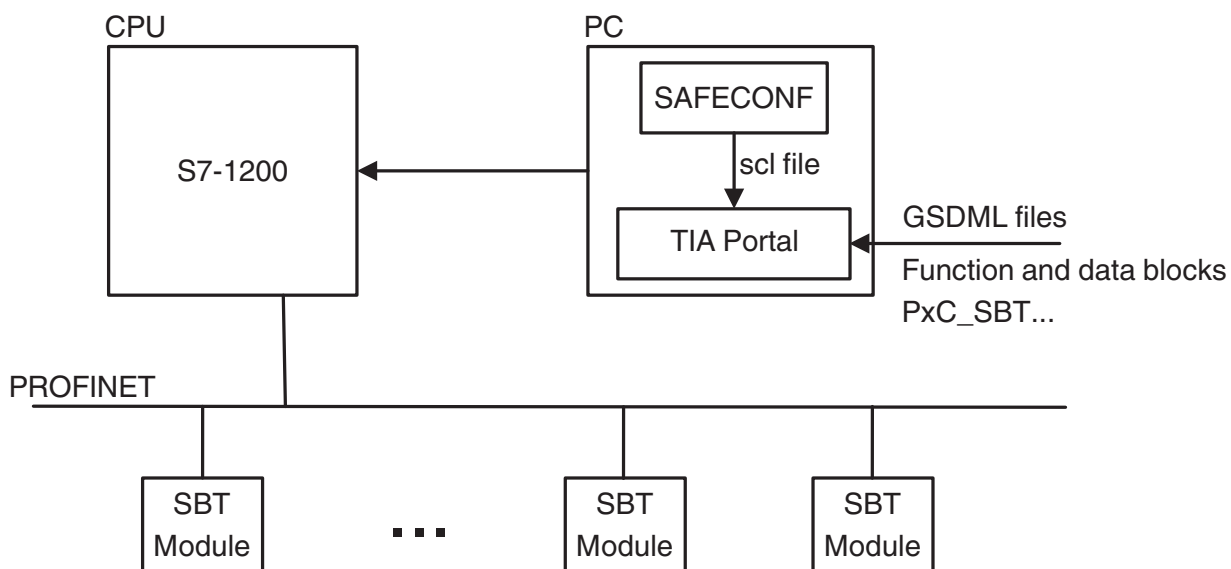 CPU
PC
SAFECONF
S7-1200
scl file
TIA Portal
GSDML files
Function and data blocks
PxC_SBT...
PROFINET
SBT
Module
...
SBT
Module
SBT
Module